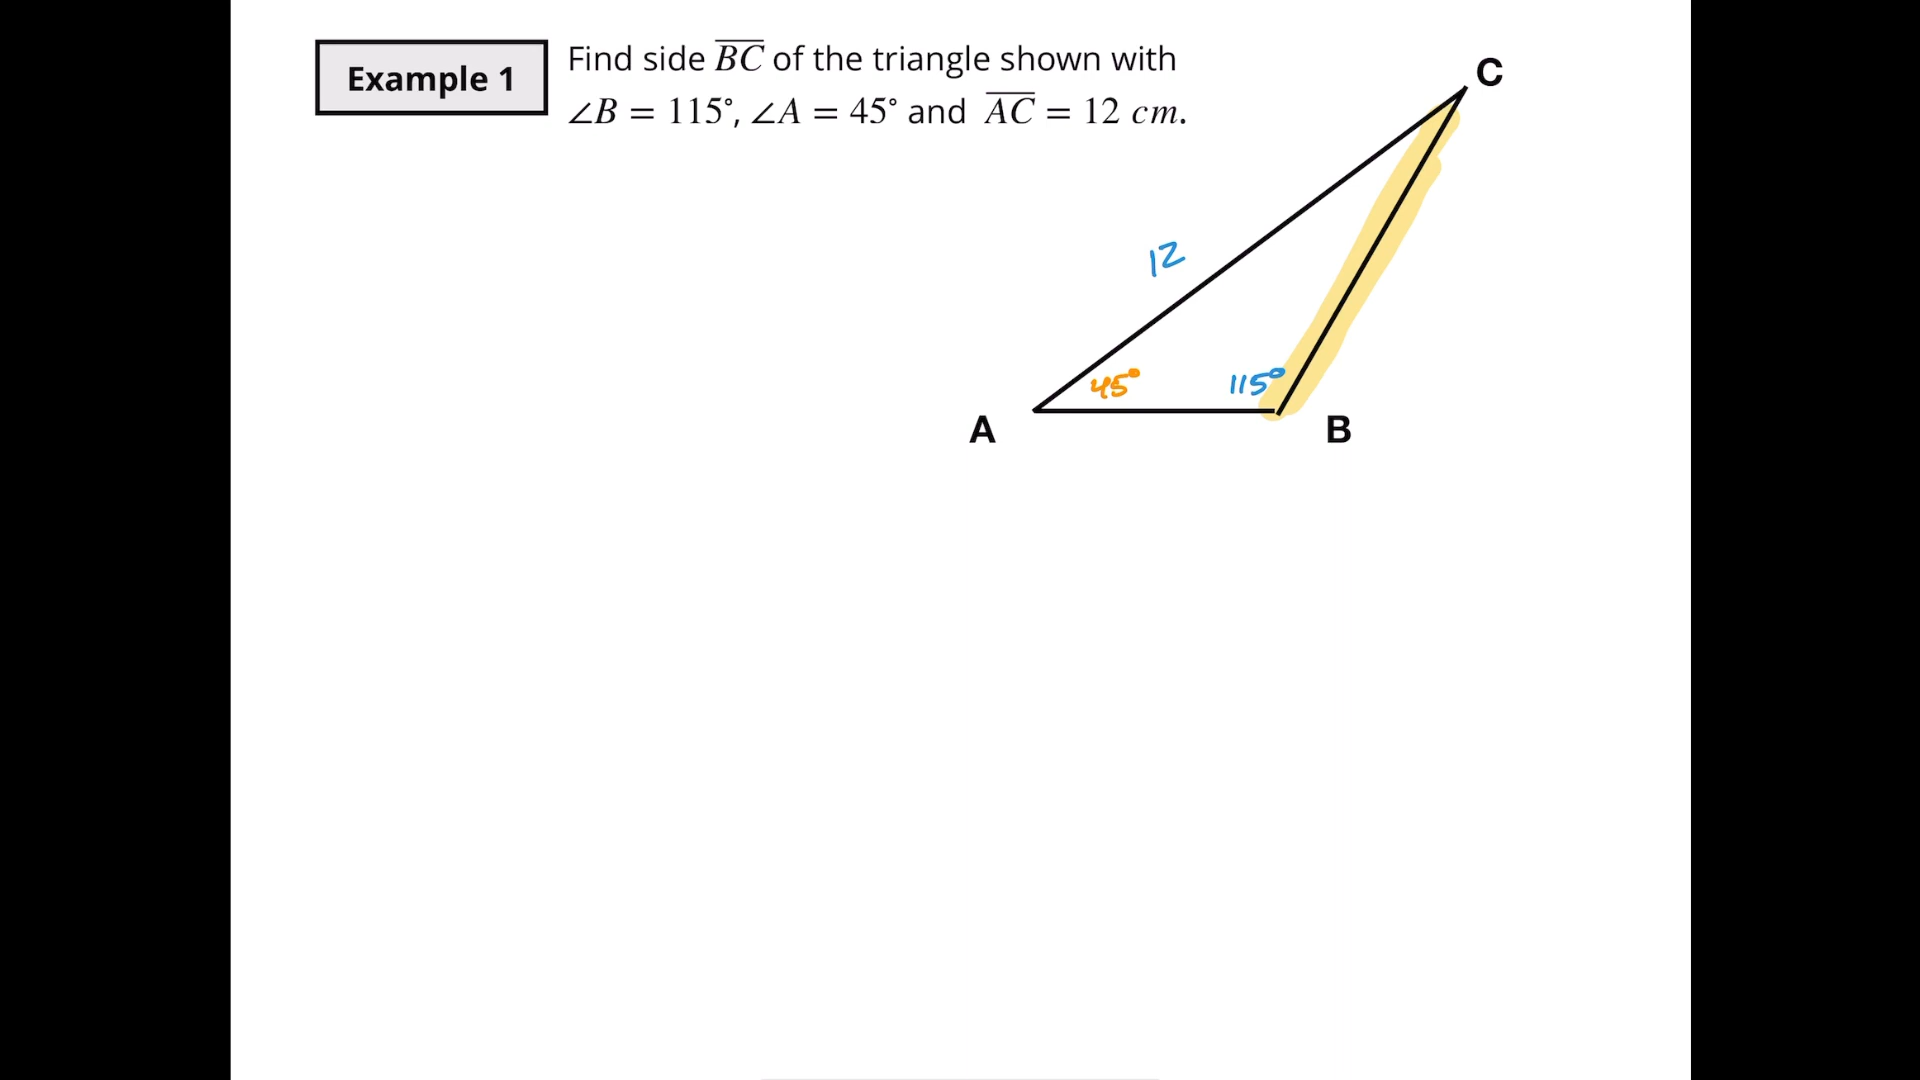 Example 1
Find side BC of the triangle shown with
∠B = 115°, ∠A = 45° and AC = 12 cm.
C
12
45°
115°
A
B